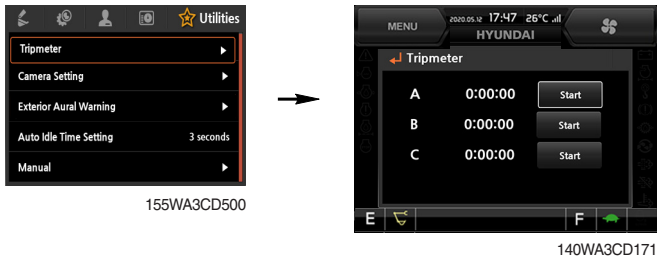 Utilities
Tripmeter
Camera Setting
Exterior Aural Warning
Auto Idle Time Setting 3 seconds
Manual
155WA3CD500
MENU 2020.05.12 17:47 26°C
HYUNDAI
Tripmeter
A 0:00:00 Start
B 0:00:00 Start
C 0:00:00 Start
E F
140WA3CD171